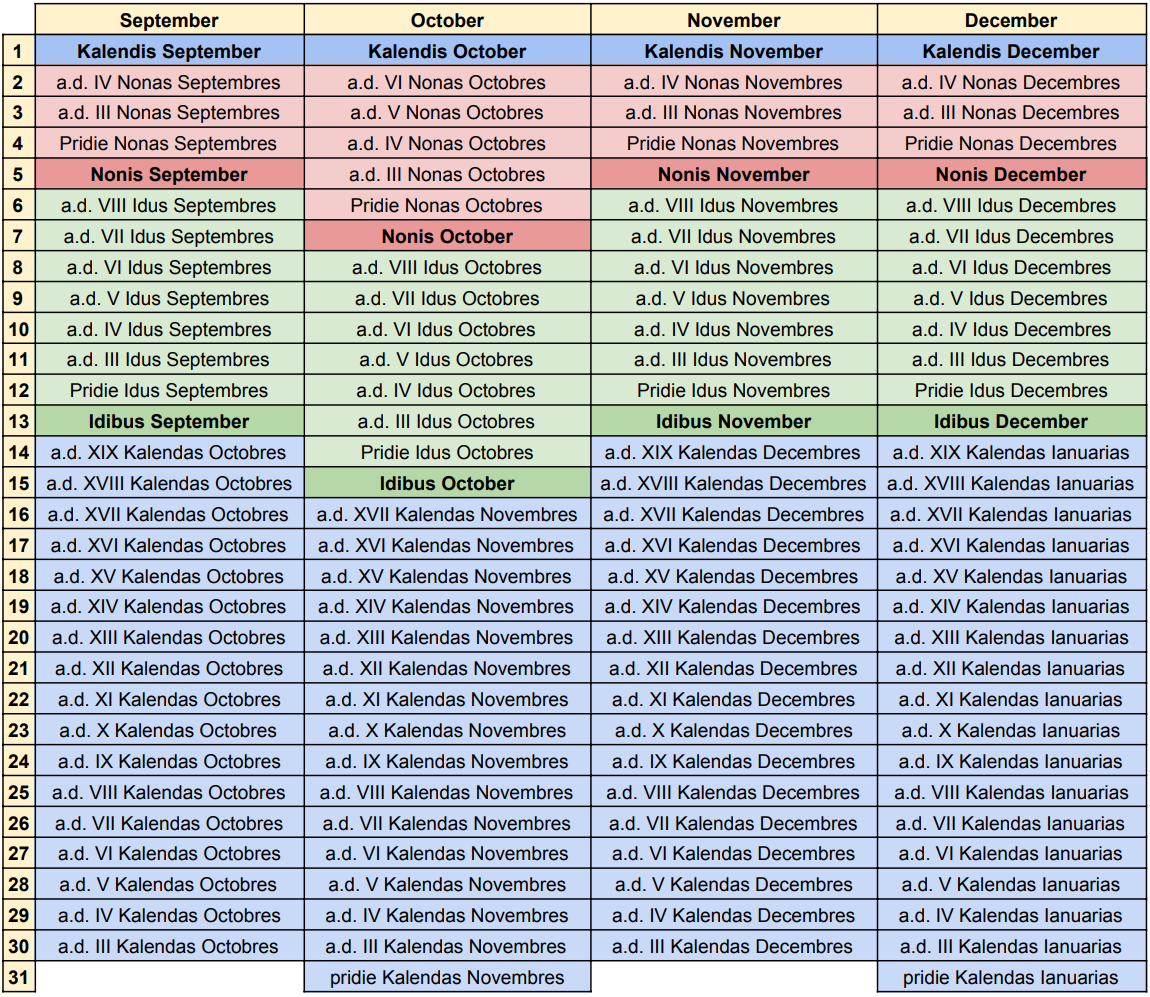 September October November December
1 Kalendis September Kalendis October Kalendis November Kalendis December
2 a.d. IV Nonas Septembres a.d. VI Nonas Octobres a.d. IV Nonas Novembres a.d. IV Nonas Decembres
3 a.d. III Nonas Septembres a.d. V Nonas Octobres a.d. III Nonas Novembres a.d. III Nonas Decembres
4 Pridie Nonas Septembres a.d. IV Nonas Octobres Pridie Nonas Novembres Pridie Nonas Decembres
5 Nonis September a.d. III Nonas Octobres Nonis November Nonis December
6 a.d. VIII Idus Septembres Pridie Nonas Octobres a.d. VIII Idus Novembres a.d. VIII Idus Decembres
7 a.d. VII Idus Septembres Nonis October a.d. VII Idus Novembres a.d. VII Idus Decembres
8 a.d. VI Idus Septembres a.d. VIII Idus Octobres a.d. VI Idus Novembres a.d. VI Idus Decembres
9 a.d. V Idus Septembres a.d. VII Idus Octobres a.d. V Idus Novembres a.d. V Idus Decembres
10 a.d. IV Idus Septembres a.d. VI Idus Octobres a.d. IV Idus Novembres a.d. IV Idus Decembres
11 a.d. III Idus Septembres a.d. V Idus Octobres a.d. III Idus Novembres a.d. III Idus Decembres
12 Pridie Idus Septembres a.d. IV Idus Octobres Pridie Idus Novembres Pridie Idus Decembres
13 Idibus September a.d. III Idus Octobres Idibus November Idibus December
14 a.d. XIX Kalendas Octobres Pridie Idus Octobres a.d. XIX Kalendas Decembres a.d. XIX Kalendas Ianuarias
15 a.d. XVIII Kalendas Octobres Idibus October a.d. XVIII Kalendas Decembres a.d. XVIII Kalendas Ianuarias
16 a.d. XVII Kalendas Octobres a.d. XVII Kalendas Novembres a.d. XVII Kalendas Decembres a.d. XVII Kalendas Ianuarias
17 a.d. XVI Kalendas Octobres a.d. XVI Kalendas Novembres a.d. XVI Kalendas Decembres a.d. XVI Kalendas Ianuarias
18 a.d. XV Kalendas Octobres a.d. XV Kalendas Novembres a.d. XV Kalendas Decembres a.d. XV Kalendas Ianuarias
19 a.d. XIV Kalendas Octobres a.d. XIV Kalendas Novembres a.d. XIV Kalendas Decembres a.d. XIV Kalendas Ianuarias
20 a.d. XIII Kalendas Octobres a.d. XIII Kalendas Novembres a.d. XIII Kalendas Decembres a.d. XIII Kalendas Ianuarias
21 a.d. XII Kalendas Octobres a.d. XII Kalendas Novembres a.d. XII Kalendas Decembres a.d. XII Kalendas Ianuarias
22 a.d. XI Kalendas Octobres a.d. XI Kalendas Novembres a.d. XI Kalendas Decembres a.d. XI Kalendas Ianuarias
23 a.d. X Kalendas Octobres a.d. X Kalendas Novembres a.d. X Kalendas Decembres a.d. X Kalendas Ianuarias
24 a.d. IX Kalendas Octobres a.d. IX Kalendas Novembres a.d. IX Kalendas Decembres a.d. IX Kalendas Ianuarias
25 a.d. VIII Kalendas Octobres a.d. VIII Kalendas Novembres a.d. VIII Kalendas Decembres a.d. VIII Kalendas Ianuarias
26 a.d. VII Kalendas Octobres a.d. VII Kalendas Novembres a.d. VII Kalendas Decembres a.d. VII Kalendas Ianuarias
27 a.d. VI Kalendas Octobres a.d. VI Kalendas Novembres a.d. VI Kalendas Decembres a.d. VI Kalendas Ianuarias
28 a.d. V Kalendas Octobres a.d. V Kalendas Novembres a.d. V Kalendas Decembres a.d. V Kalendas Ianuarias
29 a.d. IV Kalendas Octobres a.d. IV Kalendas Novembres a.d. IV Kalendas Decembres a.d. IV Kalendas Ianuarias
30 a.d. III Kalendas Octobres a.d. III Kalendas Novembres a.d. III Kalendas Decembres a.d. III Kalendas Ianuarias
31 pridie Kalendas Novembres pridie Kalendas Ianuarias